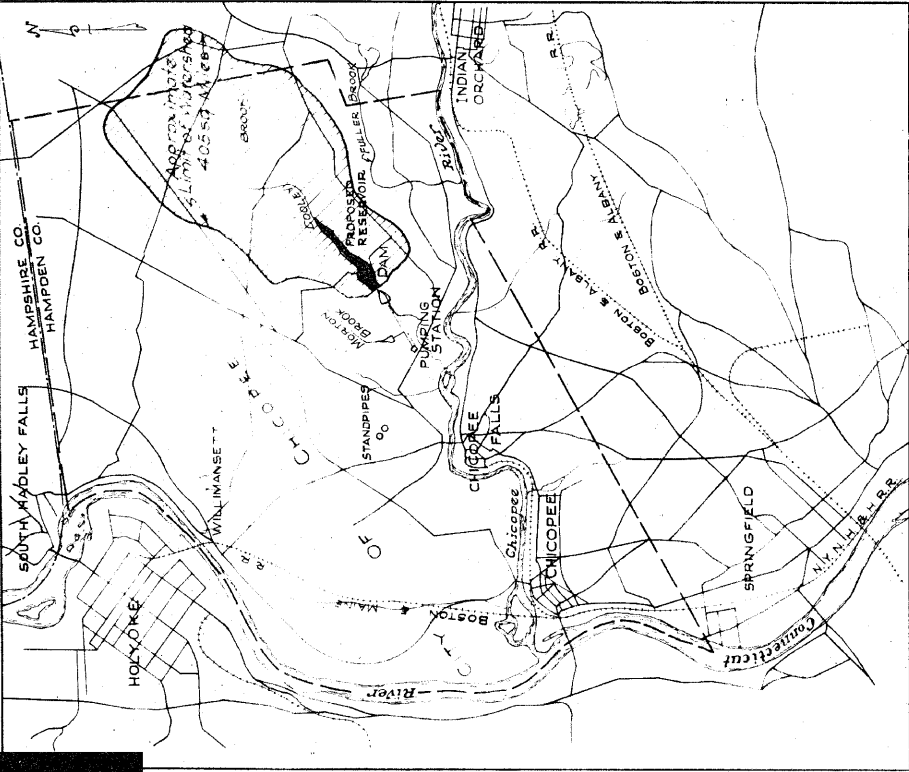 N
HAMPSHIRE CO.
HAMPDEN CO.
SOUTH HADLEY FALLS
HOLYOKE
WILLIMANSETT
Approximate
Limit of Watershed
BROOK
COOLEY
PROPOSED
RESERVOIR
FULLER BROOK
DAM
MORTON
BROOK
PUMPING
STATION
STANDPIPES
CITY OF CHICOPEE
CHICOPEE
FALLS
Chicopee
River
CHICOPEE
INDIAN
ORCHARD
R.R.
BOSTON & ALBANY
BOSTON & ALBANY R.R.
BOSTON & MAINE R R
SPRINGFIELD
N.Y. N.H & H.R.R.
Connecticut
River